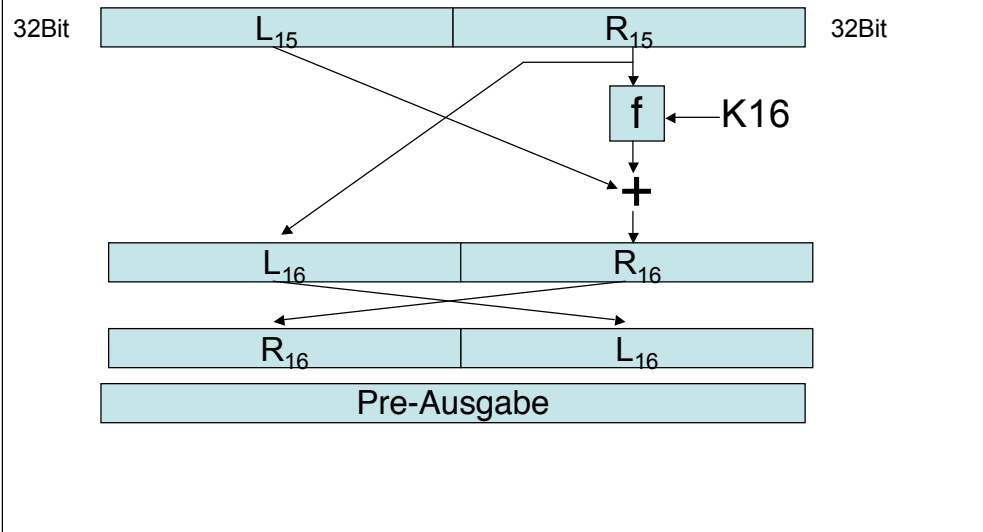 32Bit L15 R15 32Bit
f K16
+
L16 R16
R16 L16
Pre-Ausgabe